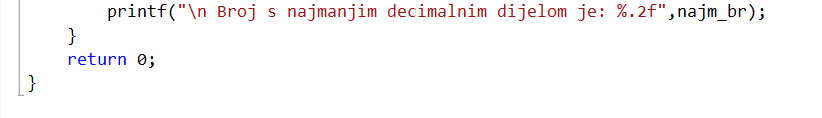 printf("\n Broj s najmanjim decimalnim dijelom je: %.2f",najm_br);
}
return 0;
}